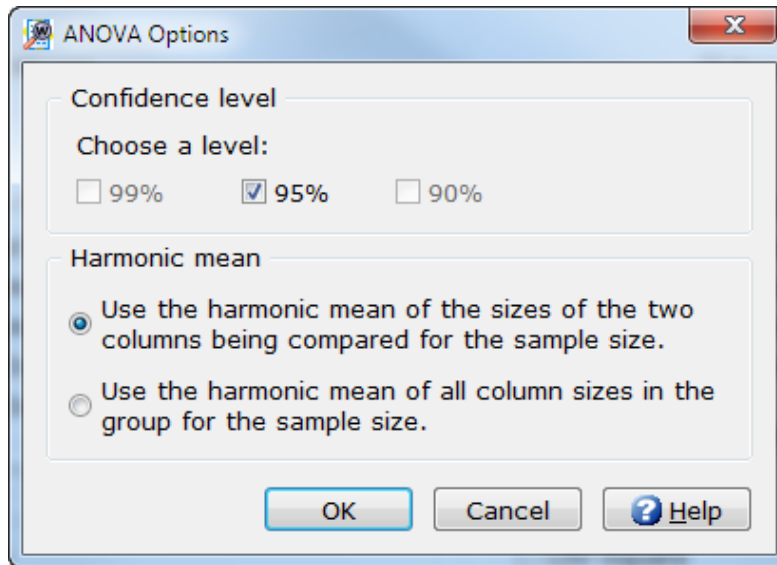 ANOVA Options
Confidence level
Choose a level:
99% 95% 90%
Harmonic mean
Use the harmonic mean of the sizes of the two
columns being compared for the sample size.
Use the harmonic mean of all column sizes in the
group for the sample size.
OK Cancel Help